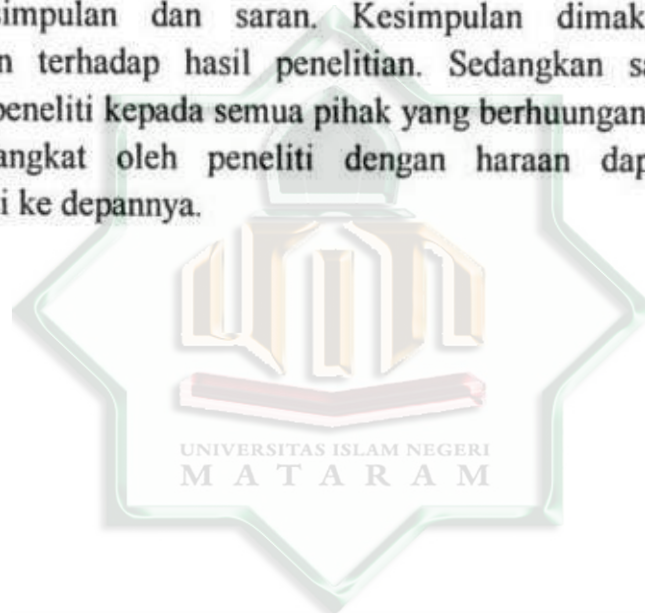 simpulan dan saran. Kesimpulan dimak
n terhadap hasil penelitian. Sedangkan sa
peneliti kepada semua pihak yang berhuungan
angkat oleh peneliti dengan haraan dap
i ke depannya.
UNIVERSITAS ISLAM NEGERI
MATARAM